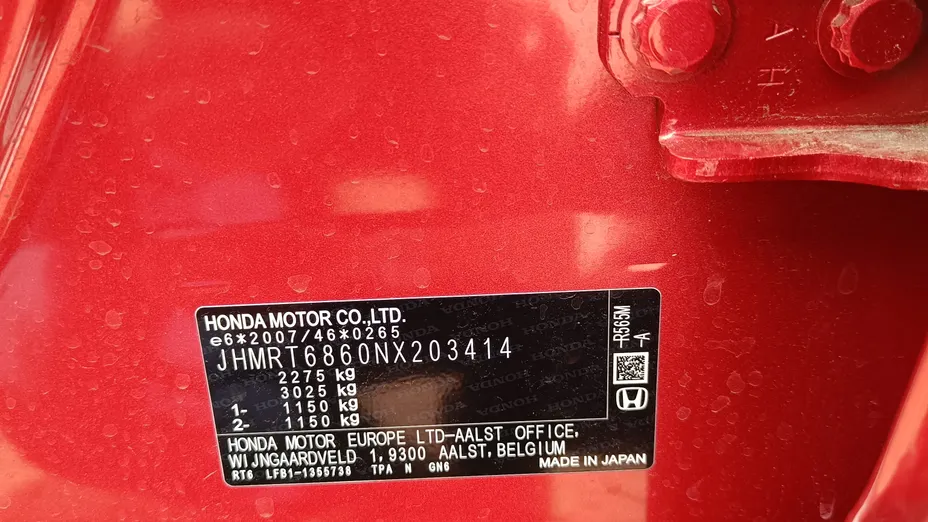 HONDA MOTOR CO.,LTD.
e6*2007/46*0265
JHMRT6860NX203414
2275 kg
3025 kg
1- 1150 kg
2- 1150 kg
-R565M
-A
HONDA MOTOR EUROPE LTD-AALST OFFICE,
WIJNGAARDVELD 1,9300 AALST,BELGIUM
RT6 LFB1-1355738 TPA N GN6
MADE IN JAPAN